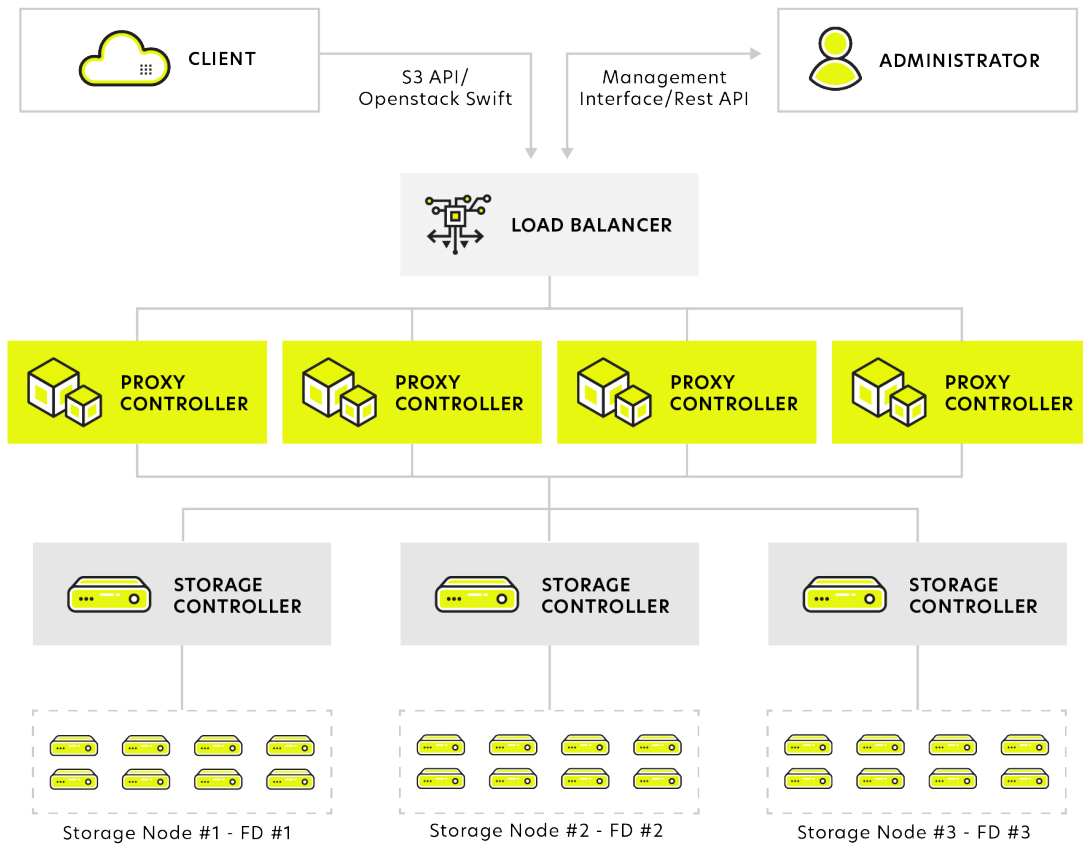 CLIENT
S3 API/
Openstack Swift
Management
Interface/Rest API
ADMINISTRATOR
LOAD BALANCER
PROXY
CONTROLLER
PROXY
CONTROLLER
PROXY
CONTROLLER
PROXY
CONTROLLER
STORAGE
CONTROLLER
STORAGE
CONTROLLER
STORAGE
CONTROLLER
Storage Node #1 - FD #1
Storage Node #2 - FD #2
Storage Node #3 - FD #3